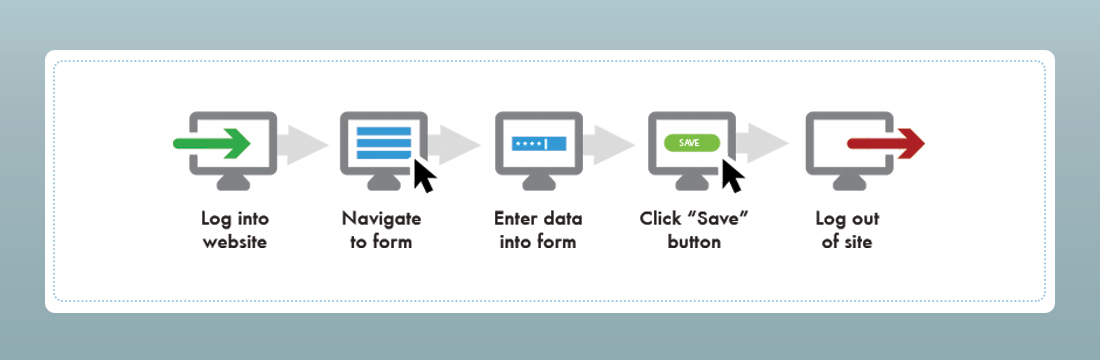 Log into
website
Navigate
to form
****
Enter data
into form
SAVE
Click “Save”
button
Log out
of site